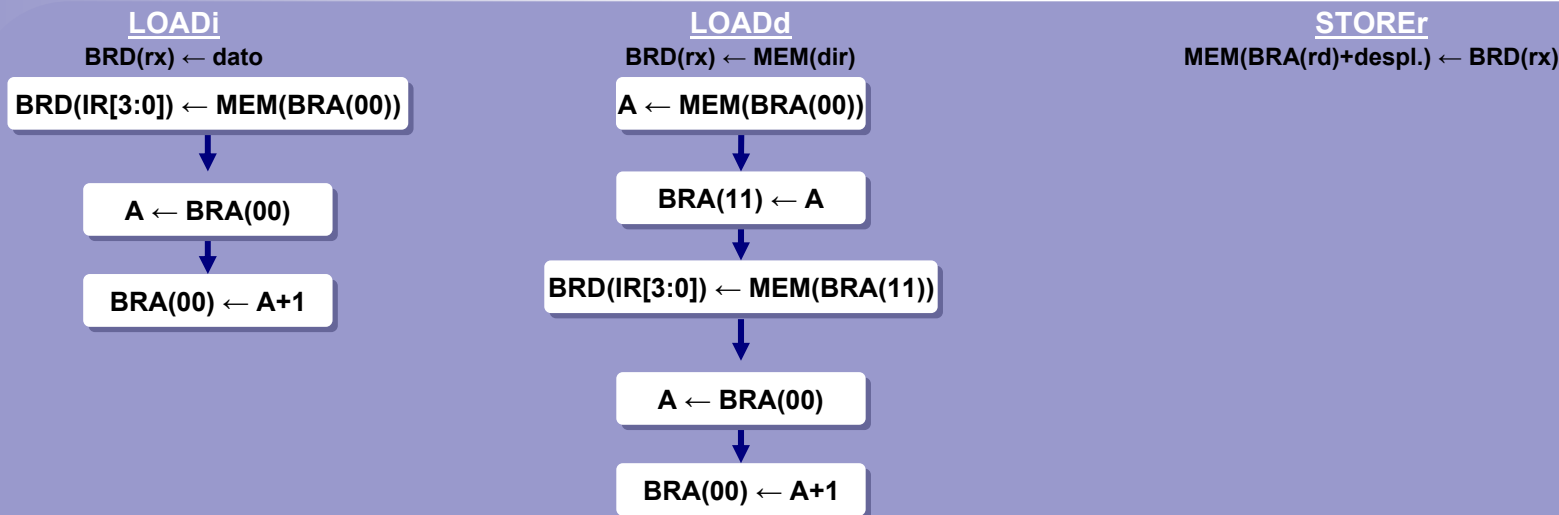 LOADi
BRD(rx) ← dato
BRD(IR[3:0]) ← MEM(BRA(00))
A ← BRA(00)
BRA(00) ← A+1
LOADd
BRD(rx) ← MEM(dir)
A ← MEM(BRA(00))
BRA(11) ← A
BRD(IR[3:0]) ← MEM(BRA(11))
A ← BRA(00)
BRA(00) ← A+1
STOREr
MEM(BRA(rd)+despl.) ← BRD(rx)